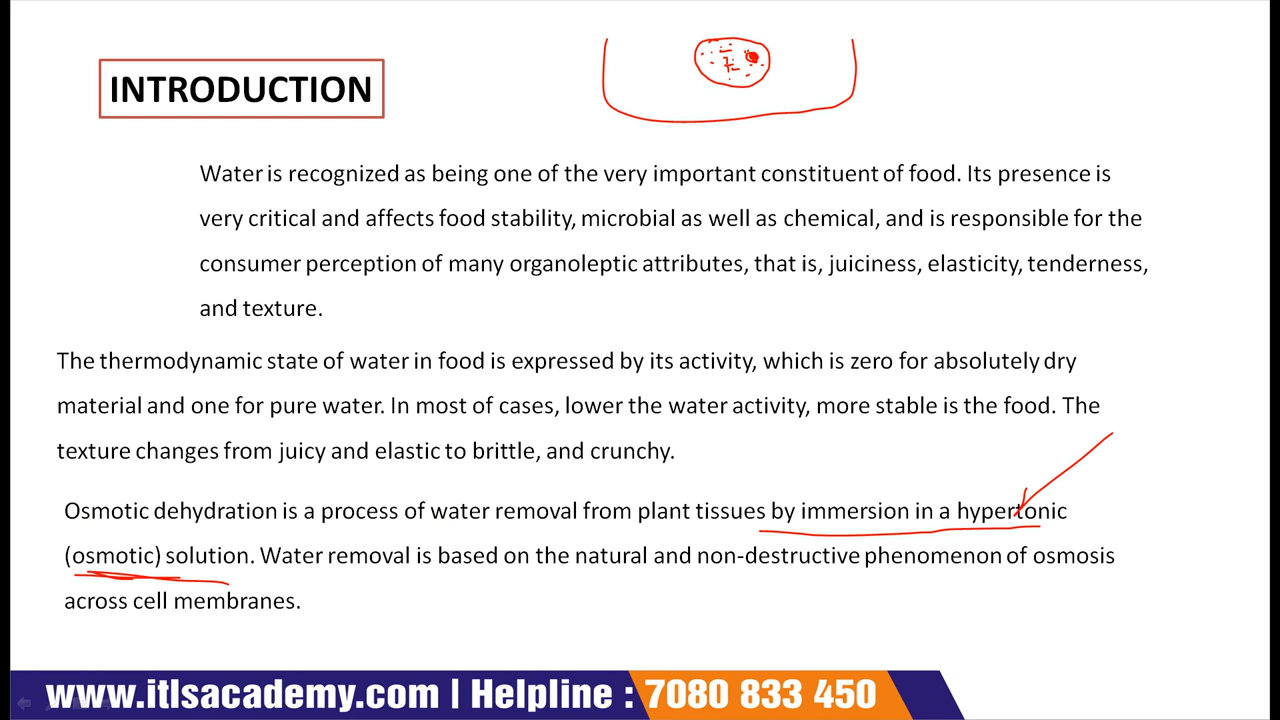 INTRODUCTION
Water is recognized as being one of the very important constituent of food. Its presence is
very critical and affects food stability, microbial as well as chemical, and is responsible for the
consumer perception of many organoleptic attributes, that is, juiciness, elasticity, tenderness,
and texture.
The thermodynamic state of water in food is expressed by its activity, which is zero for absolutely dry
material and one for pure water. In most of cases, lower the water activity, more stable is the food. The
texture changes from juicy and elastic to brittle, and crunchy.
Osmotic dehydration is a process of water removal from plant tissues by immersion in a hypertonic
(osmotic) solution. Water removal is based on the natural and non-destructive phenomenon of osmosis
across cell membranes.
www.itlsacademy.com | Helpline : 7080 833 450